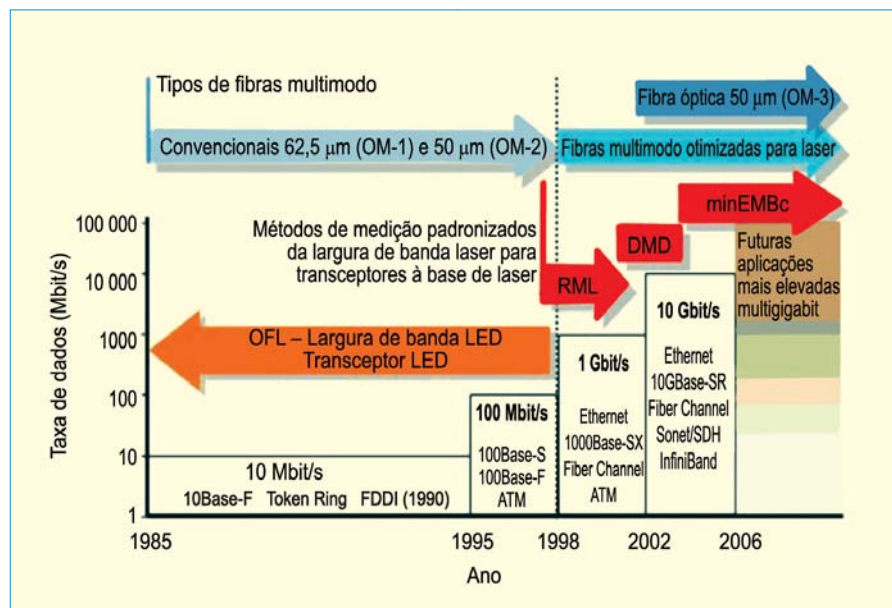 Tipos de fibras multimodo
Fibra óptica 50 μm (OM-3)
Convencionais 62,5 μm (OM-1) e 50 μm (OM-2)
Fibras multimodo otimizadas para laser
minEMBc
Métodos de medição padronizados
da largura de banda laser para
transceptores à base de laser
DMD
RML
Futuras
aplicações
mais elevadas
multigigabit
OFL – Largura de banda LED
Transceptor LED
Taxa de dados (Mbit/s)
100 000
10 000
1000
100
10
1
10 Mbit/s
10Base-F Token Ring FDDI (1990)
100 Mbit/s
100Base-S
100Base-F
ATM
1 Gbit/s
Ethernet
1000Base-SX
Fiber Channel
ATM
10 Gbit/s
Ethernet
10GBase-SR
Fiber Channel
Sonet/SDH
InfiniBand
1985
1995
1998
2002
2006
Ano